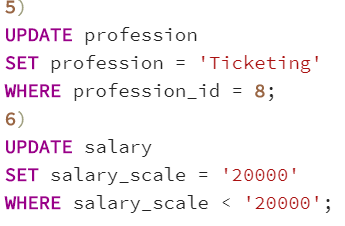 5)
UPDATE profession
SET profession = 'Ticketing'
WHERE profession_id = 8;
6)
UPDATE salary
SET salary_scale = '20000'
WHERE salary_scale < '20000';